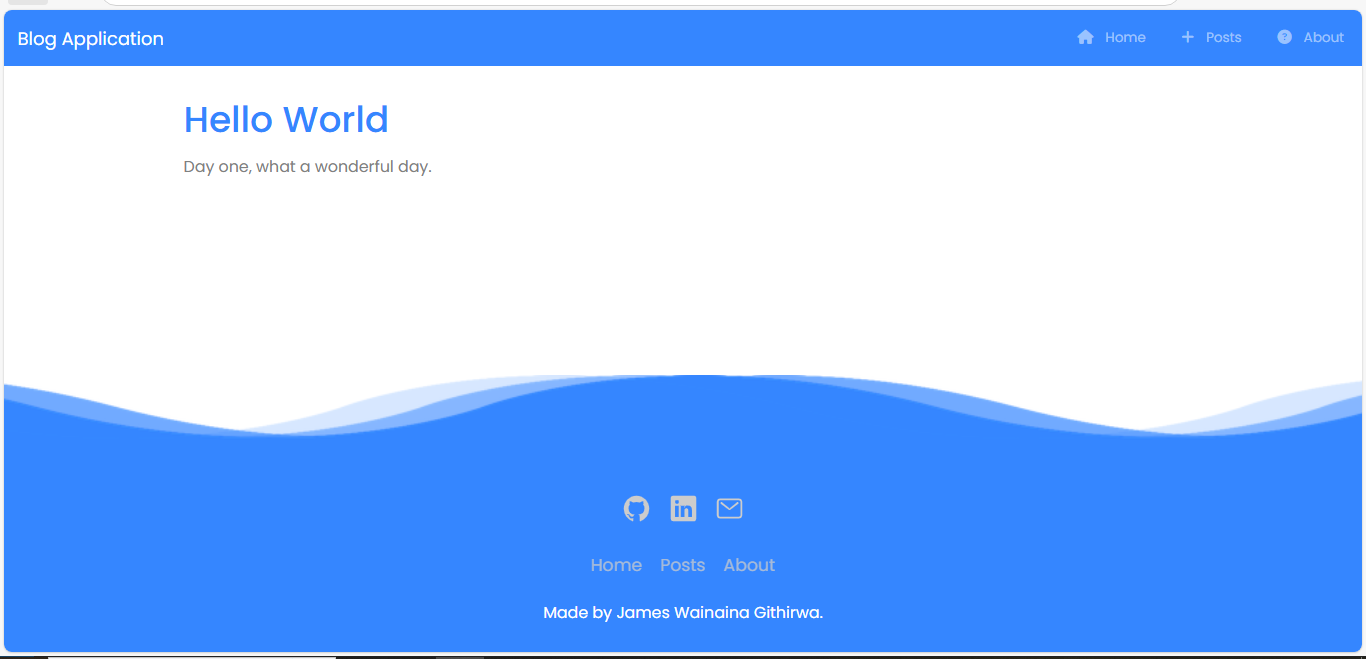 Blog Application
Home Posts About
Hello World
Day one, what a wonderful day.
Home Posts About
Made by James Wainaina Githirwa.